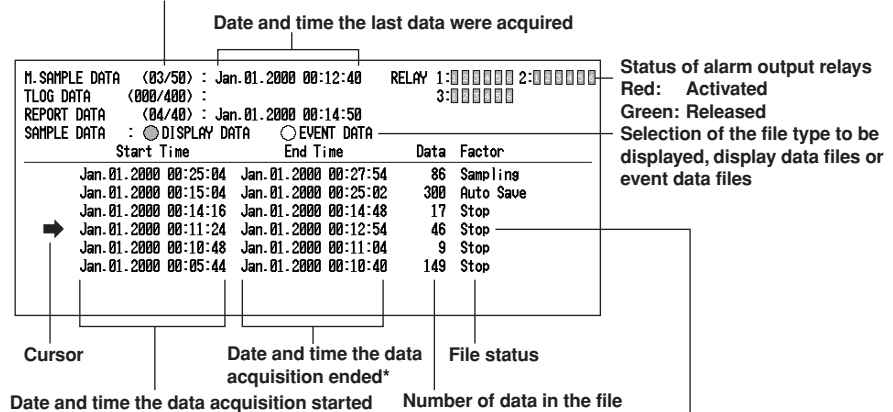 Date and time the last data were acquired
M.SAMPLE DATA (03/50) : Jan.01.2000 00:12:40 RELAY 1: 2:
TLOG DATA (000/400) : 3:
REPORT DATA (04/40) : Jan.01.2000 00:14:50
SAMPLE DATA : DISPLAY DATA EVENT DATA
Start Time End Time Data Factor
Jan.01.2000 00:25:04 Jan.01.2000 00:27:54 86 Sampling
Jan.01.2000 00:15:04 Jan.01.2000 00:25:02 300 Auto Save
Jan.01.2000 00:14:16 Jan.01.2000 00:14:48 17 Stop
Jan.01.2000 00:11:24 Jan.01.2000 00:12:54 46 Stop
Jan.01.2000 00:10:48 Jan.01.2000 00:11:04 9 Stop
Jan.01.2000 00:05:44 Jan.01.2000 00:10:40 149 Stop
Status of alarm output relays
Red: Activated
Green: Released
Selection of the file type to be
displayed, display data files or
event data files
Cursor
Date and time the data
acquisition ended*
File status
Date and time the data acquisition started
Number of data in the file